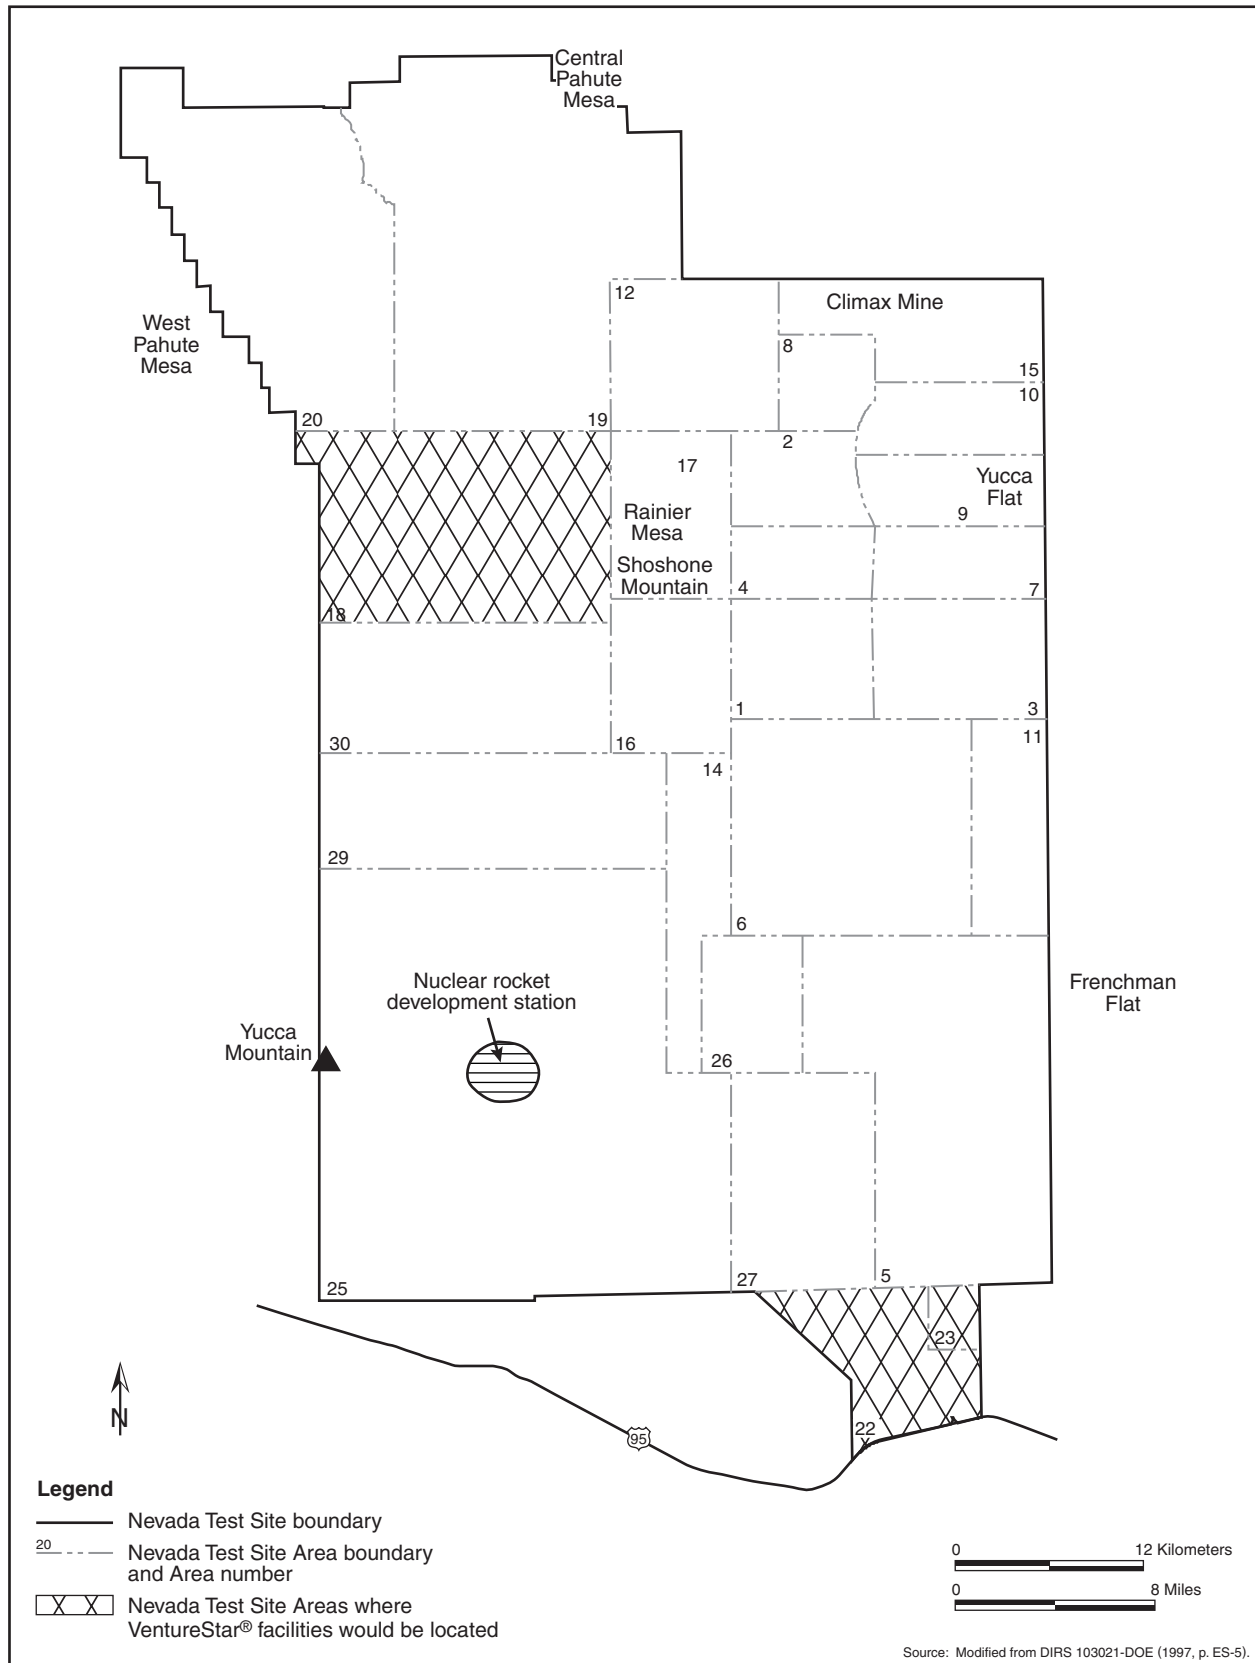 Central
Pahute
Mesa
12
Climax Mine
West
Pahute
Mesa
8
15
10
20
19
2
17
Yucca
Flat
Rainier
Mesa
9
Shoshone
Mountain
4
7
18
1
3
11
30
16
14
29
6
Nuclear rocket
development station
Frenchman
Flat
Yucca
Mountain
26
25
27
5
23
22
N
95
Legend
Nevada Test Site boundary
20
Nevada Test Site Area boundary
and Area number
Nevada Test Site Areas where
VentureStar® facilities would be located
0 12 Kilometers
0 8 Miles
Source: Modified from DIRS 103021-DOE (1997, p. ES-5).